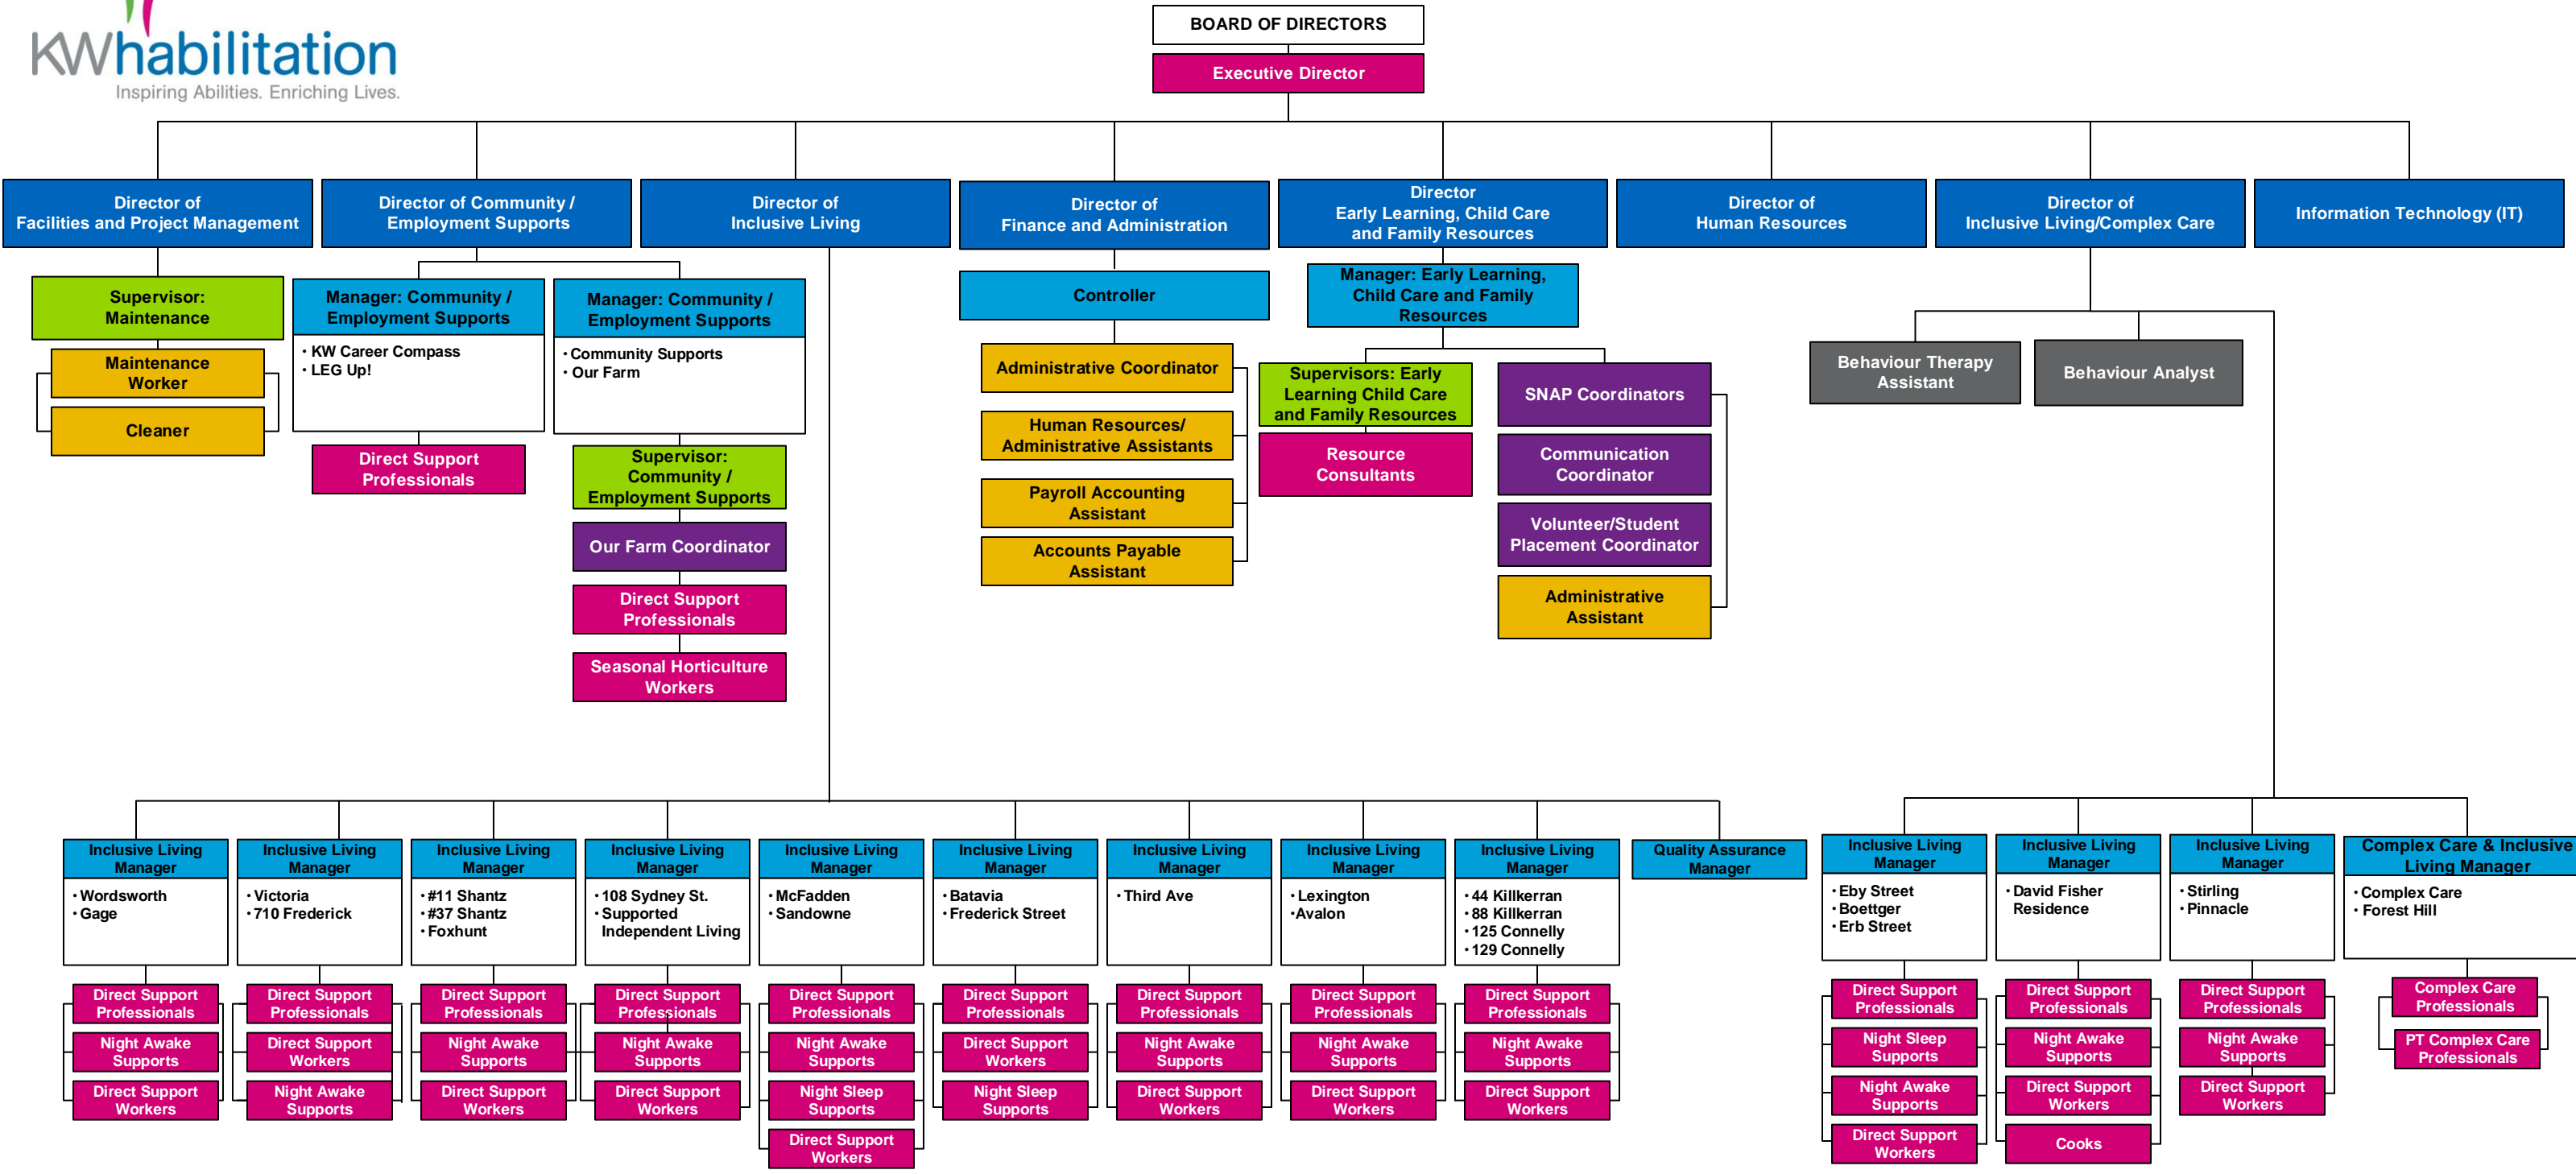 KWhabilitation
Inspiring Abilities. Enriching Lives.
BOARD OF DIRECTORS
Executive Director
Director of
Facilities and Project Management
Director of Community /
Employment Supports
Director of
Inclusive Living
Director of
Finance and Administration
Director
Early Learning, Child Care
and Family Resources
Director of
Human Resources
Director of
Inclusive Living/Complex Care
Information Technology (IT)
Supervisor:
Maintenance
Maintenance
Worker
Cleaner
Manager: Community /
Employment Supports
· KW Career Compass
· LEG Up!
Direct Support
Professionals
Manager: Community /
Employment Supports
· Community Supports
· Our Farm
Supervisor:
Community /
Employment Supports
Our Farm Coordinator
Direct Support
Professionals
Seasonal Horticulture
Workers
Controller
Administrative Coordinator
Human Resources/
Administrative Assistants
Payroll Accounting
Assistant
Accounts Payable
Assistant
Manager: Early Learning,
Child Care and Family
Resources
Supervisors: Early
Learning Child Care
and Family Resources
Resource
Consultants
SNAP Coordinators
Communication
Coordinator
Volunteer/Student
Placement Coordinator
Administrative
Assistant
Behaviour Therapy
Assistant
Behaviour Analyst
Inclusive Living
Manager
· Wordsworth
· Gage
Direct Support
Professionals
Night Awake
Supports
Direct Support
Workers
Inclusive Living
Manager
· Victoria
· 710 Frederick
Direct Support
Professionals
Direct Support
Workers
Night Awake
Supports
Inclusive Living
Manager
· #11 Shantz
· #37 Shantz
· Foxhunt
Direct Support
Professionals
Night Awake
Supports
Direct Support
Workers
Inclusive Living
Manager
· 108 Sydney St.
· Supported
Independent Living
Direct Support
Professionals
Night Awake
Supports
Direct Support
Workers
Inclusive Living
Manager
· McFadden
· Sandowne
Direct Support
Professionals
Night Awake
Supports
Night Sleep
Supports
Direct Support
Workers
Inclusive Living
Manager
· Batavia
· Frederick Street
Direct Support
Professionals
Direct Support
Workers
Night Sleep
Supports
Inclusive Living
Manager
· Third Ave
Direct Support
Professionals
Night Awake
Supports
Direct Support
Workers
Inclusive Living
Manager
· Lexington
· Avalon
Direct Support
Professionals
Night Awake
Supports
Direct Support
Workers
Inclusive Living
Manager
· 44 Killkerran
· 88 Killkerran
· 125 Connelly
· 129 Connelly
Direct Support
Professionals
Night Awake
Supports
Direct Support
Workers
Quality Assurance
Manager
Inclusive Living
Manager
· Eby Street
· Boettger
· Erb Street
Direct Support
Professionals
Night Sleep
Supports
Night Awake
Supports
Direct Support
Workers
Inclusive Living
Manager
· David Fisher
Residence
Direct Support
Professionals
Night Awake
Supports
Direct Support
Workers
Cooks
Inclusive Living
Manager
· Stirling
· Pinnacle
Direct Support
Professionals
Night Awake
Supports
Direct Support
Workers
Complex Care & Inclusive
Living Manager
· Complex Care
· Forest Hill
Complex Care
Professionals
PT Complex Care
Professionals